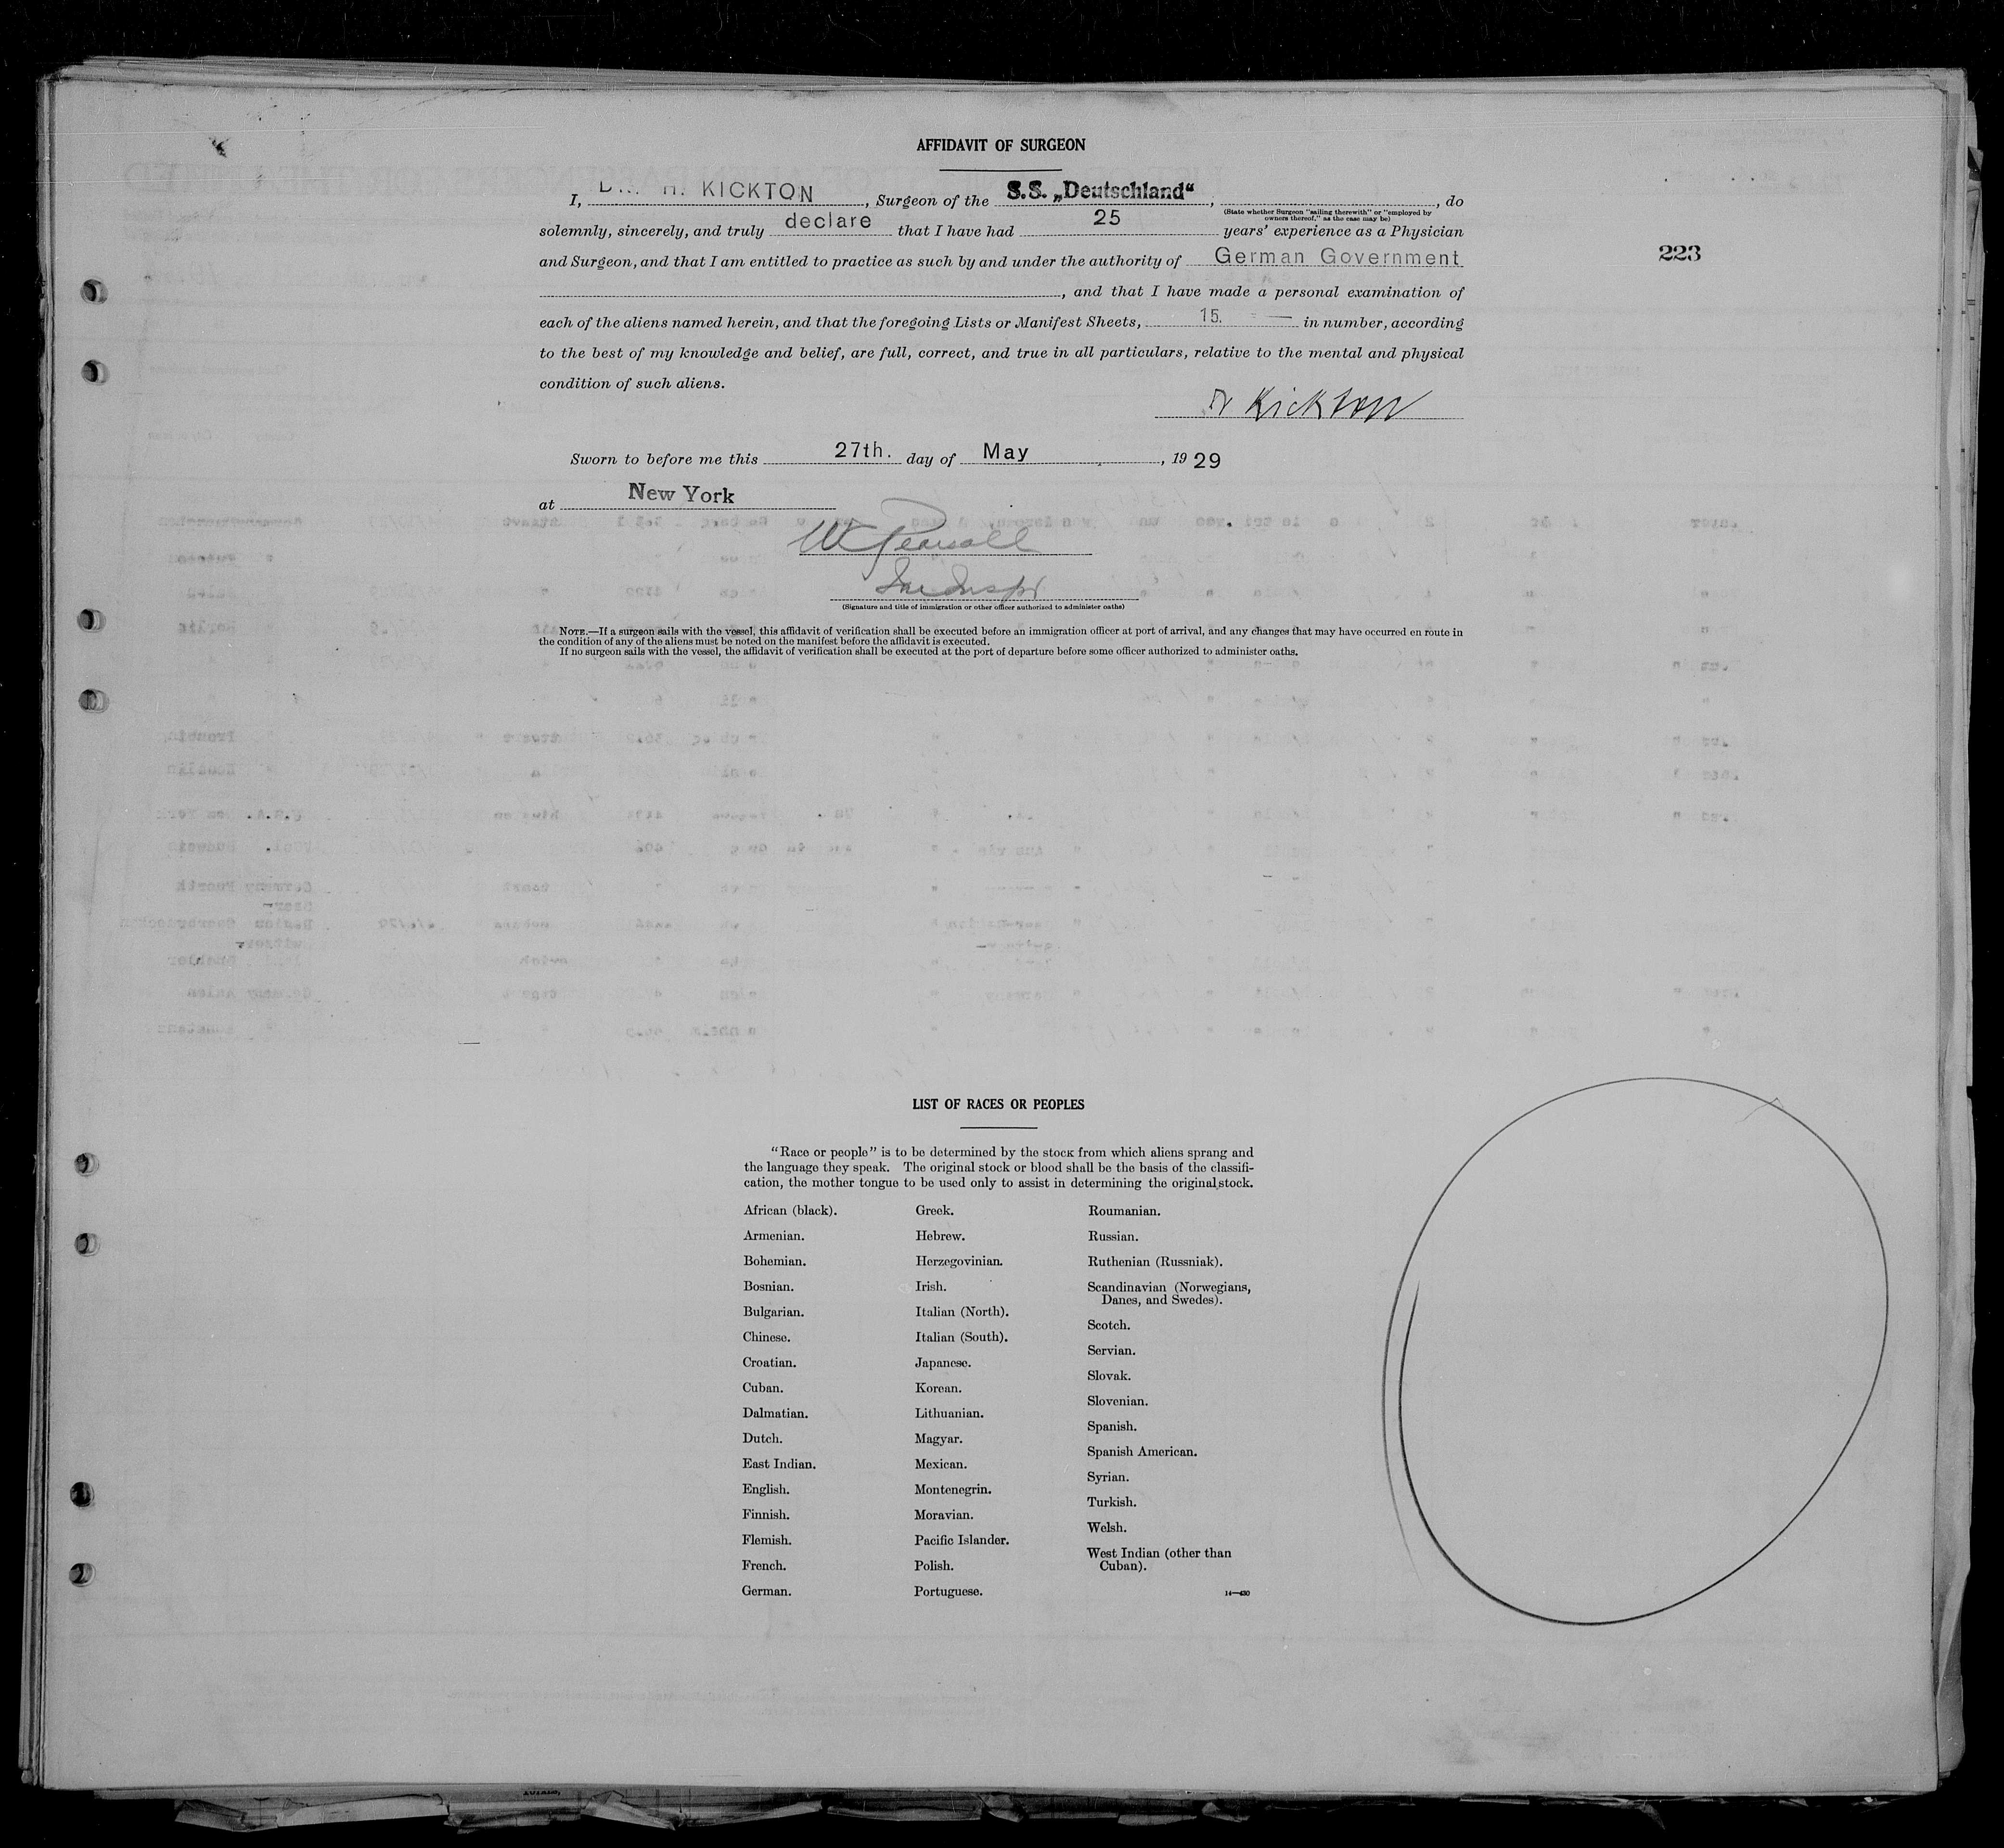 AFFIDAVIT OF SURGEON
I, DR. H. KICKTON, Surgeon of the S.S. „Deutschland“, , do
(State whether Surgeon "sailing therewith" or "employed by
owners thereof," as the case may be)
solemnly, sincerely, and truly declare that I have had 25 years' experience as a Physician
223
and Surgeon, and that I am entitled to practice as such by and under the authority of German Government
, and that I have made a personal examination of
each of the aliens named herein, and that the foregoing Lists or Manifest Sheets, 15. — in number, according
to the best of my knowledge and belief, are full, correct, and true in all particulars, relative to the mental and physical
condition of such aliens.
Dr Kickton
Sworn to before me this 27th. day of May, 1929
at New York
(Signature and title of immigration or other officer authorized to administer oaths)
NOTE.—If a surgeon sails with the vessel, this affidavit of verification shall be executed before an immigration officer at port of arrival, and any changes that may have occurred en route in
the condition of any of the aliens must be noted on the manifest before the affidavit is executed.
If no surgeon sails with the vessel, the affidavit of verification shall be executed at the port of departure before some officer authorized to administer oaths.
LIST OF RACES OR PEOPLES
"Race or people" is to be determined by the stock from which aliens sprang and
the language they speak. The original stock or blood shall be the basis of the classifi-
cation, the mother tongue to be used only to assist in determining the original stock.
African (black).
Armenian.
Bohemian.
Bosnian.
Bulgarian.
Chinese.
Croatian.
Cuban.
Dalmatian.
Dutch.
East Indian.
English.
Finnish.
Flemish.
French.
German.
Greek.
Hebrew.
Herzegovinian.
Irish.
Italian (North).
Italian (South).
Japanese.
Korean.
Lithuanian.
Magyar.
Mexican.
Montenegrin.
Moravian.
Pacific Islander.
Polish.
Portuguese.
Roumanian.
Russian.
Ruthenian (Russniak).
Scandinavian (Norwegians,
Danes, and Swedes).
Scotch.
Servian.
Slovak.
Slovenian.
Spanish.
Spanish American.
Syrian.
Turkish.
Welsh.
West Indian (other than
Cuban).
14—430